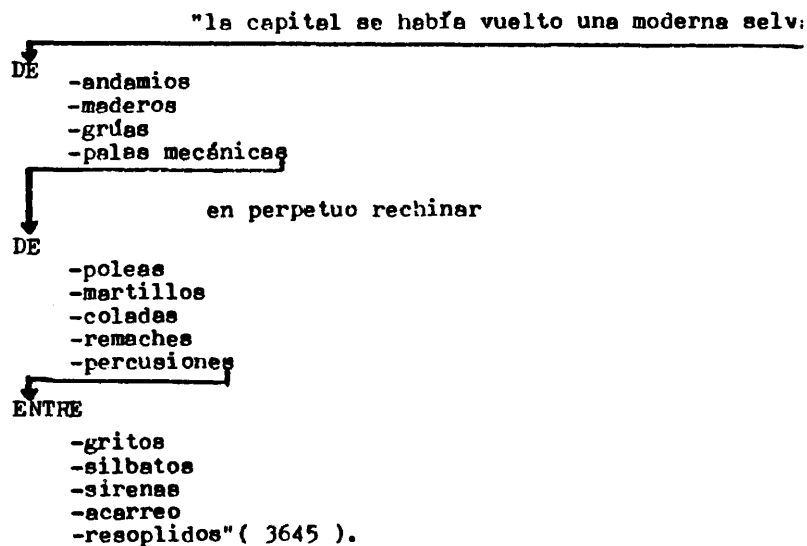 "la capital se había vuelto una moderna selv
DE
-andamios
-maderos
-grúas
-palas mecánicas
en perpetuo rechinar
DE
-poleas
-martillos
-coladas
-remaches
-percusiones
ENTRE
-gritos
-silbatos
-sirenas
-acarreo
-resoplidos"( 3645 ).